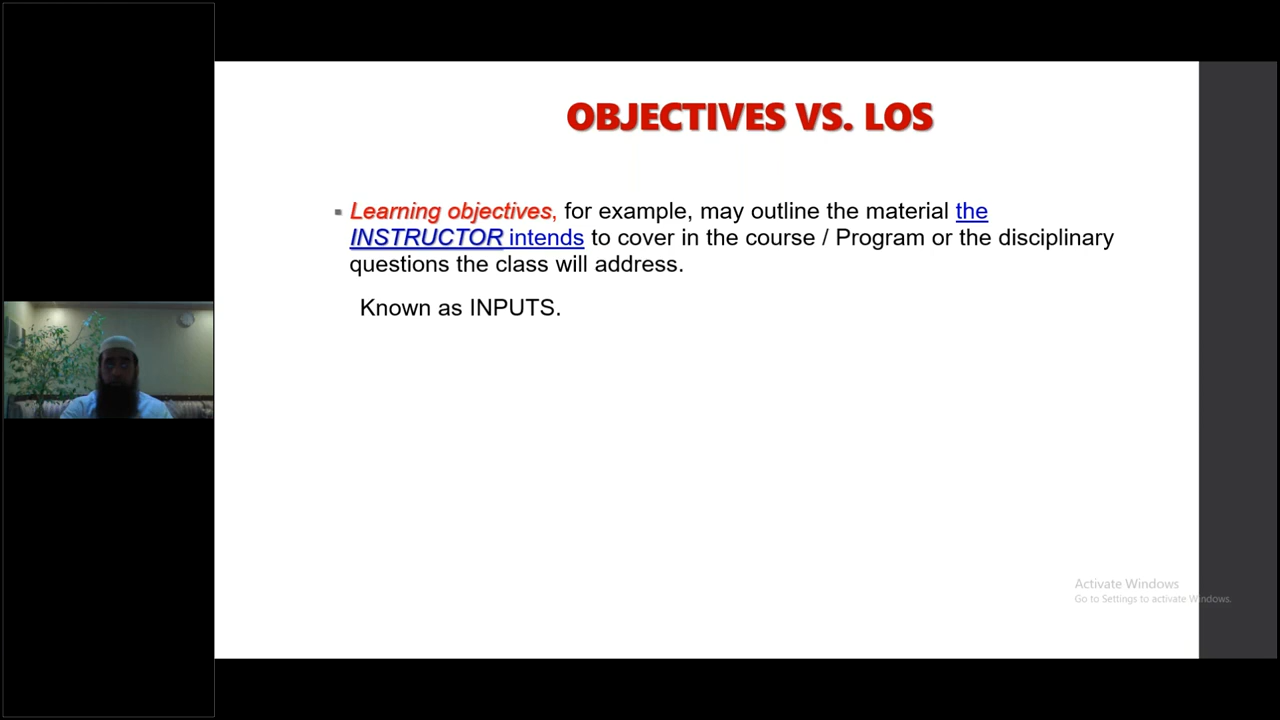 OBJECTIVES VS. LOS
Learning objectives, for example, may outline the material the
INSTRUCTOR intends to cover in the course / Program or the disciplinary
questions the class will address.
Known as INPUTS.
Activate Windows
Go to Settings to activate Windows.